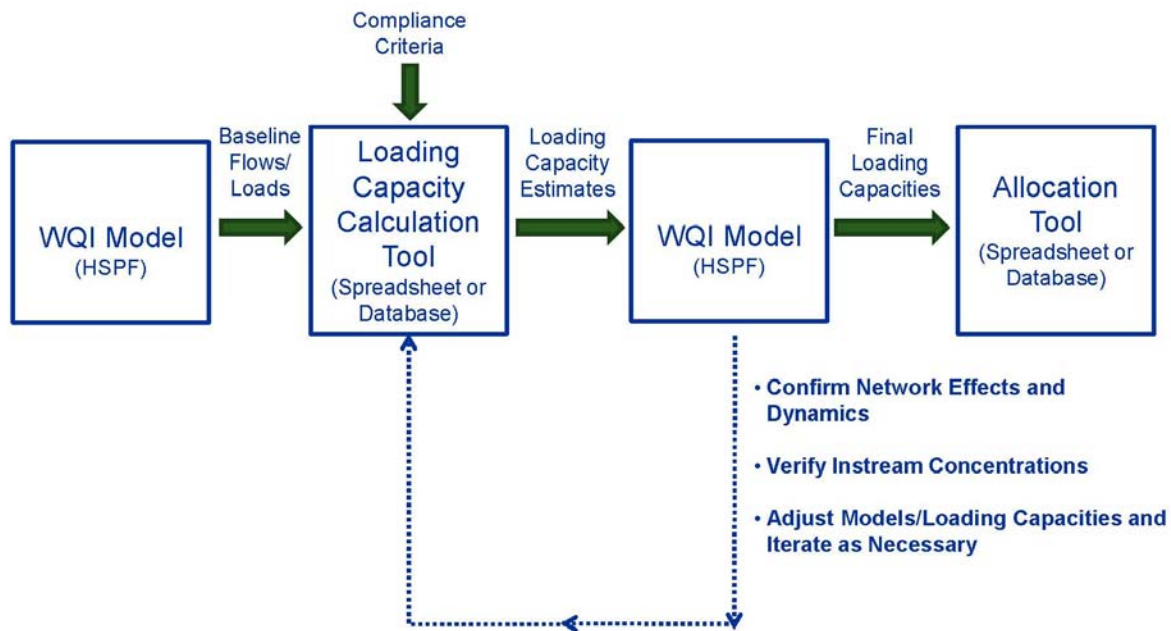 Compliance
Criteria
WQI Model
(HSPF)
Baseline
Flows/
Loads
Loading
Capacity
Calculation
Tool
(Spreadsheet or
Database)
Loading
Capacity
Estimates
WQI Model
(HSPF)
Final
Loading
Capacities
Allocation
Tool
(Spreadsheet or
Database)
• Confirm Network Effects and
Dynamics
• Verify Instream Concentrations
• Adjust Models/Loading Capacities and
Iterate as Necessary